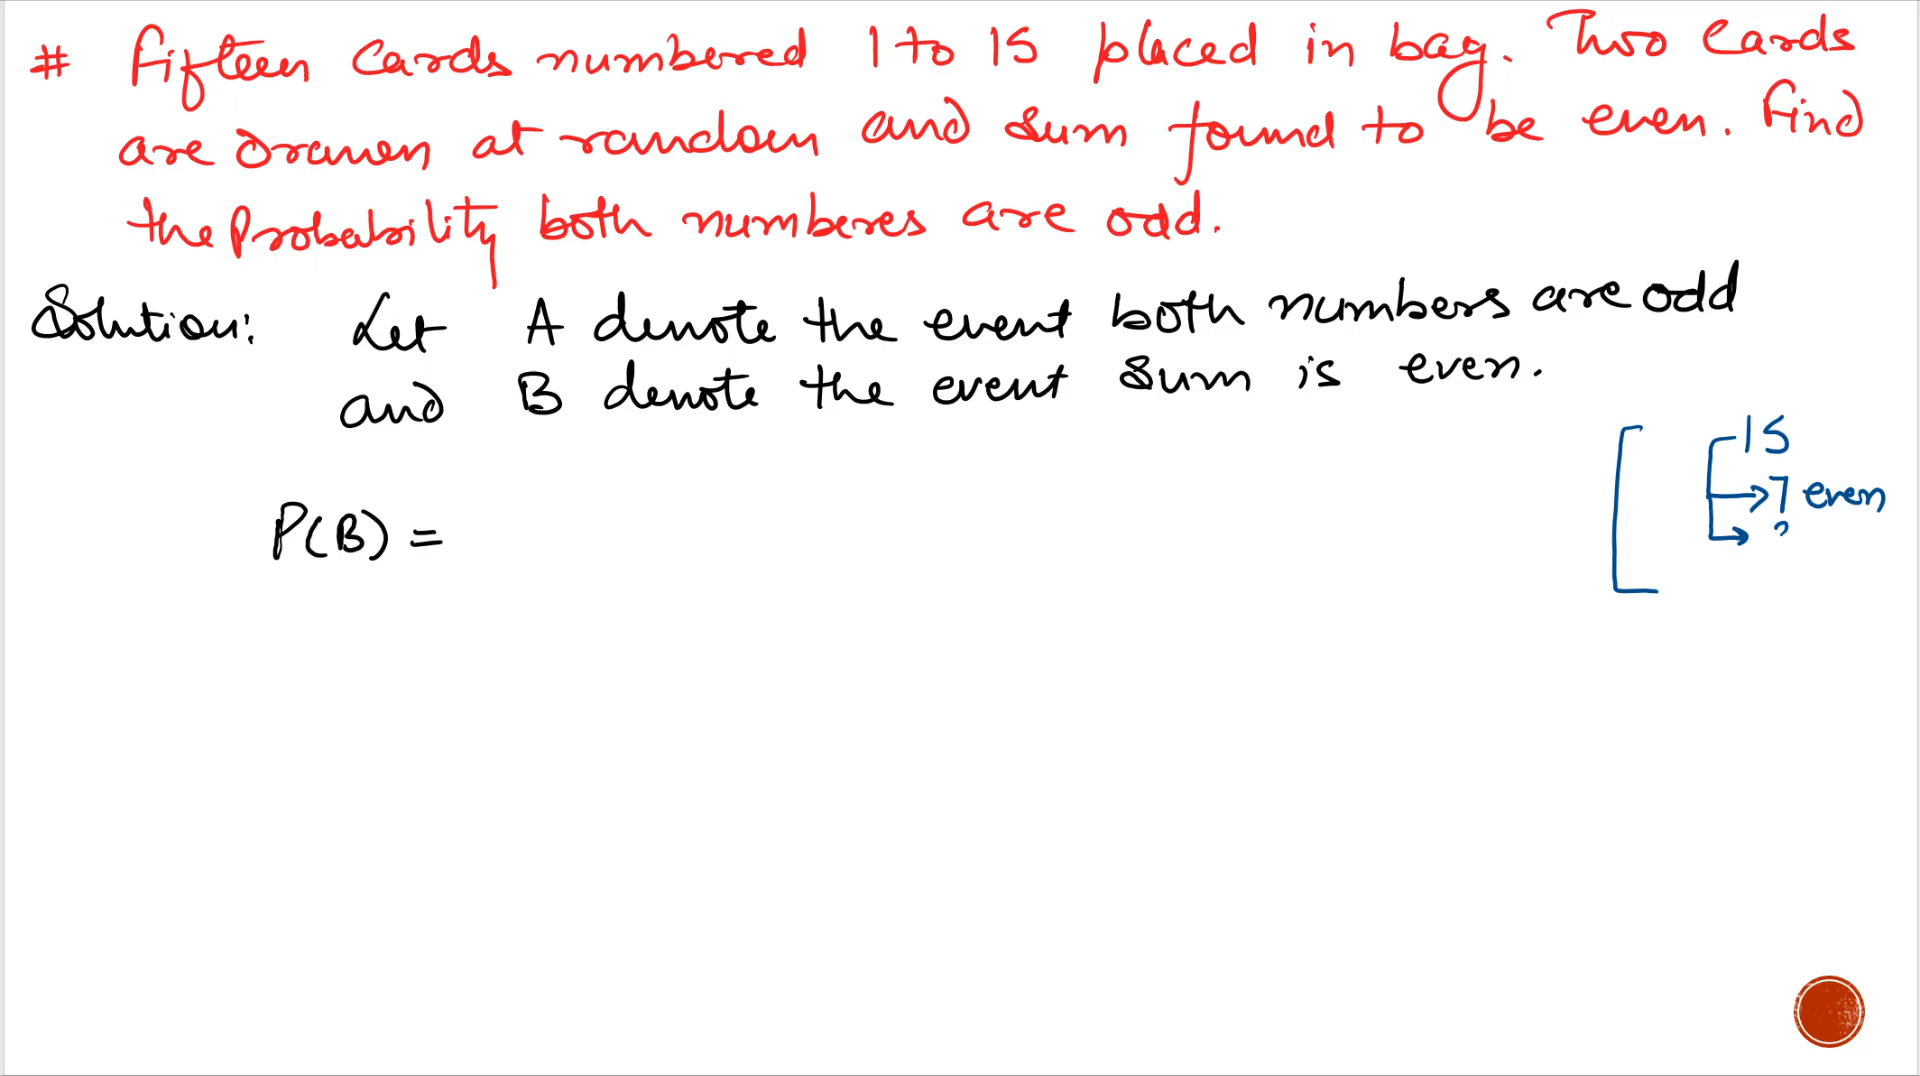 # Fifteen Cards numbered 1 to 15 placed in bag. Two Cards
are drawen at random and sum found to be even. Find
the Probability both numberes are odd.
Solution: Let A denote the event both numbers are odd
and B denote the event sum is even.
15
7 even
P(B) =